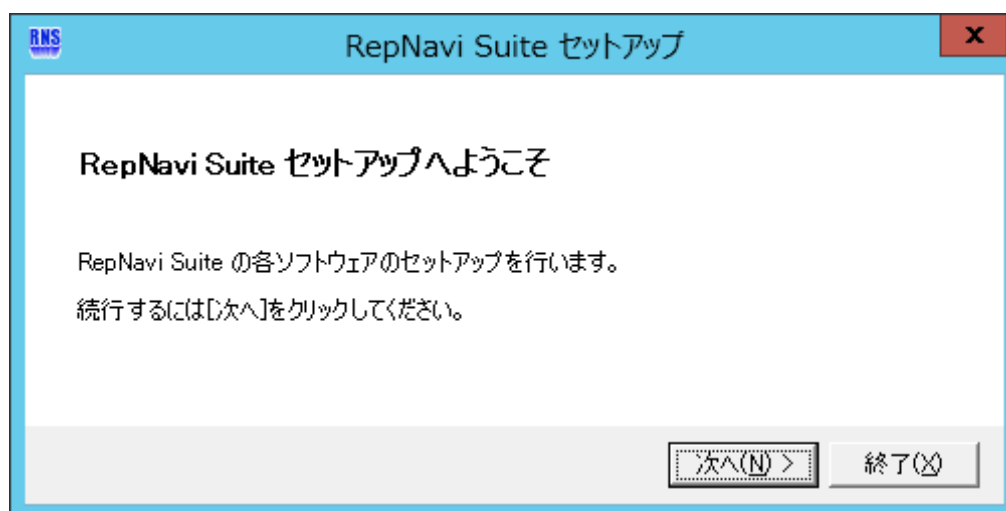 RNS
RepNavi Suite セットアップ
x
RepNavi Suite セットアップへようこそ
RepNavi Suite の各ソフトウェアのセットアップを行います。
続行するには[次へ]をクリックしてください。
次へ(N) >
終了(X)